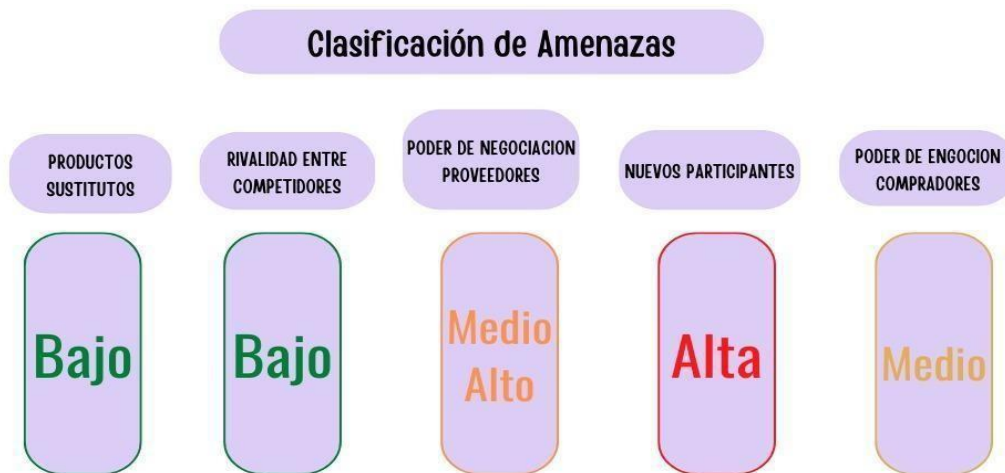 Clasificación de Amenazas
PRODUCTOS
SUSTITUTOS
RIVALIDAD ENTRE
COMPETIDORES
PODER DE NEGOCIACION
PROVEEDORES
NUEVOS PARTICIPANTES
PODER DE ENGOCION
COMPRADORES
Bajo
Bajo
Medio
Alto
Alta
Medio